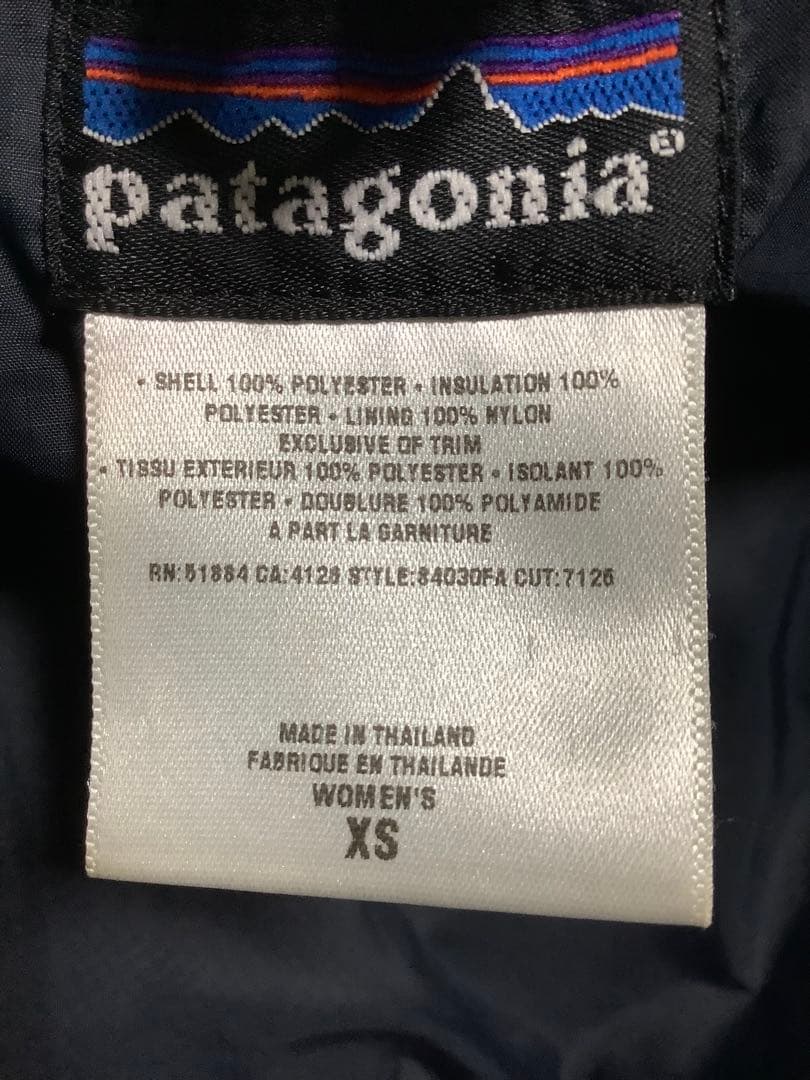 patagonia®
• SHELL 100% POLYESTER • INSULATION 100%
POLYESTER • LINING 100% NYLON
EXCLUSIVE OF TRIM
• TISSU EXTERIEUR 100% POLYESTER • ISOLANT 100%
POLYESTER • DOUBLURE 100% POLYAMIDE
A PART LA GARNITURE
RN:51884 CA:4126 STYLE:84030FA CUT:7126
MADE IN THAILAND
FABRIQUE EN THAILANDE
WOMEN'S
XS